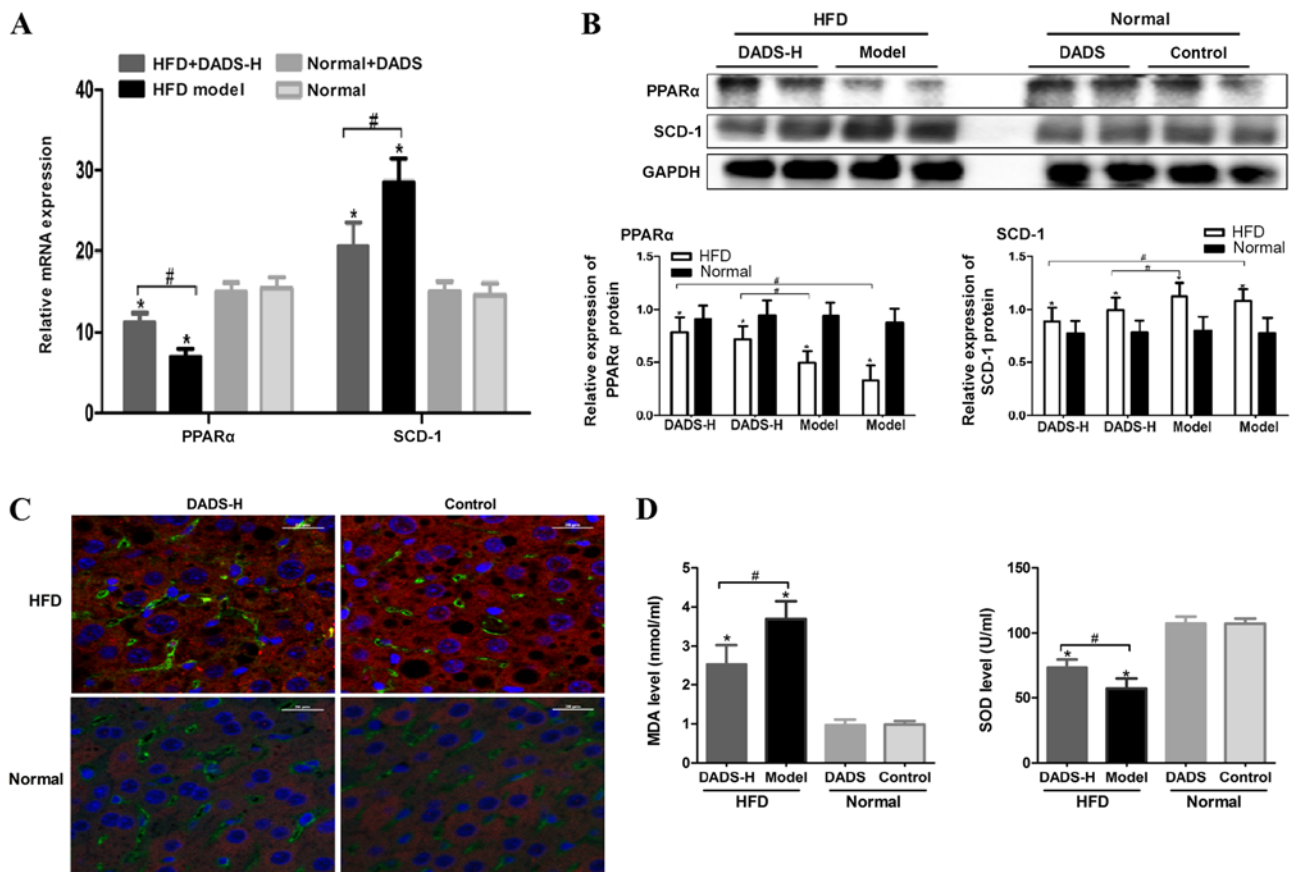 A
HFD+DADS-H
Normal+DADS
HFD model
Normal
Relative mRNA expression
40
30
20
10
0
#
*
*
#
*
*
PPARα
SCD-1
B
HFD
Normal
DADS-H
Model
DADS
Control
PPARα
SCD-1
GAPDH
PPARα
HFD
Normal
Relative expression of
PPARα protein
1.5
1.0
0.5
0.0
#
#
*
*
*
*
DADS-H
DADS-H
Model
Model
SCD-1
HFD
Normal
Relative expression of
SCD-1 protein
1.5
1.0
0.5
0.0
#
#
*
*
*
*
DADS-H
DADS-H
Model
Model
C
DADS-H
Control
HFD
Normal
D
MDA level (nmol/ml)
5
4
3
2
1
0
#
*
*
DADS-H
Model
DADS
Control
HFD
Normal
SOD level (U/ml)
150
100
50
0
#
*
*
DADS-H
Model
DADS
Control
HFD
Normal